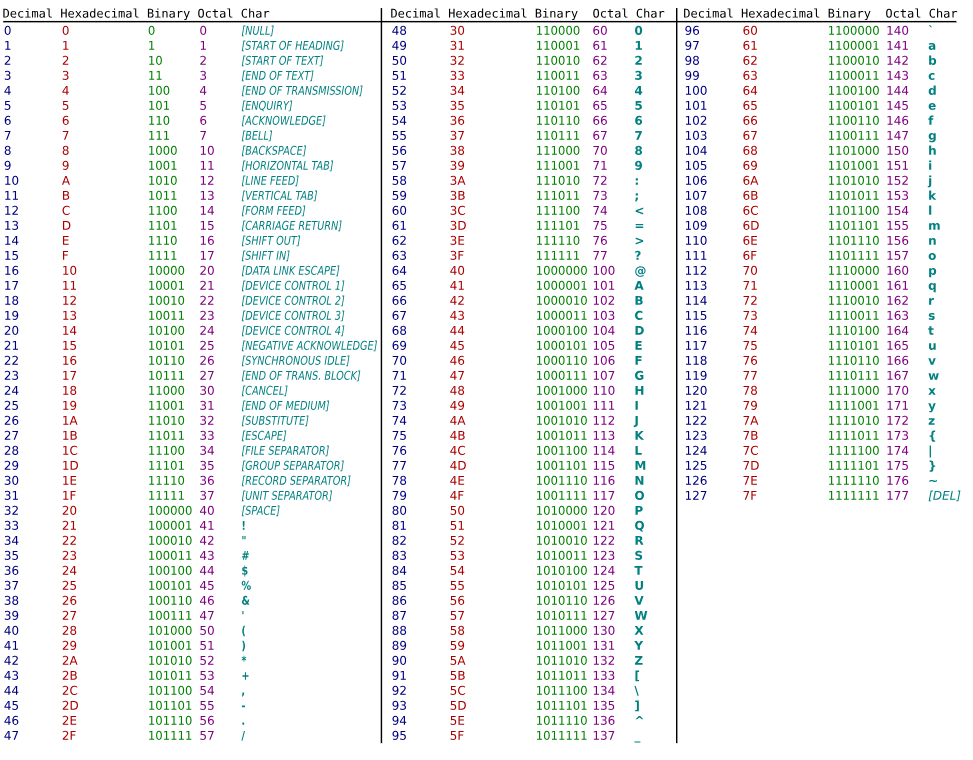 Decimal Hexadecimal Binary Octal Char
0 0 0 0 [NULL]
1 1 1 1 [START OF HEADING]
2 2 10 2 [START OF TEXT]
3 3 11 3 [END OF TEXT]
4 4 100 4 [END OF TRANSMISSION]
5 5 101 5 [ENQUIRY]
6 6 110 6 [ACKNOWLEDGE]
7 7 111 7 [BELL]
8 8 1000 10 [BACKSPACE]
9 9 1001 11 [HORIZONTAL TAB]
10 A 1010 12 [LINE FEED]
11 B 1011 13 [VERTICAL TAB]
12 C 1100 14 [FORM FEED]
13 D 1101 15 [CARRIAGE RETURN]
14 E 1110 16 [SHIFT OUT]
15 F 1111 17 [SHIFT IN]
16 10 10000 20 [DATA LINK ESCAPE]
17 11 10001 21 [DEVICE CONTROL 1]
18 12 10010 22 [DEVICE CONTROL 2]
19 13 10011 23 [DEVICE CONTROL 3]
20 14 10100 24 [DEVICE CONTROL 4]
21 15 10101 25 [NEGATIVE ACKNOWLEDGE]
22 16 10110 26 [SYNCHRONOUS IDLE]
23 17 10111 27 [END OF TRANS. BLOCK]
24 18 11000 30 [CANCEL]
25 19 11001 31 [END OF MEDIUM]
26 1A 11010 32 [SUBSTITUTE]
27 1B 11011 33 [ESCAPE]
28 1C 11100 34 [FILE SEPARATOR]
29 1D 11101 35 [GROUP SEPARATOR]
30 1E 11110 36 [RECORD SEPARATOR]
31 1F 11111 37 [UNIT SEPARATOR]
32 20 100000 40 [SPACE]
33 21 100001 41 !
34 22 100010 42 "
35 23 100011 43 #
36 24 100100 44 $
37 25 100101 45 %
38 26 100110 46 &
39 27 100111 47 '
40 28 101000 50 (
41 29 101001 51 )
42 2A 101010 52 *
43 2B 101011 53 +
44 2C 101100 54 ,
45 2D 101101 55 -
46 2E 101110 56 .
47 2F 101111 57 /
Decimal Hexadecimal Binary Octal Char
48 30 110000 60 0
49 31 110001 61 1
50 32 110010 62 2
51 33 110011 63 3
52 34 110100 64 4
53 35 110101 65 5
54 36 110110 66 6
55 37 110111 67 7
56 38 111000 70 8
57 39 111001 71 9
58 3A 111010 72 :
59 3B 111011 73 ;
60 3C 111100 74 <
61 3D 111101 75 =
62 3E 111110 76 >
63 3F 111111 77 ?
64 40 1000000 100 @
65 41 1000001 101 A
66 42 1000010 102 B
67 43 1000011 103 C
68 44 1000100 104 D
69 45 1000101 105 E
70 46 1000110 106 F
71 47 1000111 107 G
72 48 1001000 110 H
73 49 1001001 111 I
74 4A 1001010 112 J
75 4B 1001011 113 K
76 4C 1001100 114 L
77 4D 1001101 115 M
78 4E 1001110 116 N
79 4F 1001111 117 O
80 50 1010000 120 P
81 51 1010001 121 Q
82 52 1010010 122 R
83 53 1010011 123 S
84 54 1010100 124 T
85 55 1010101 125 U
86 56 1010110 126 V
87 57 1010111 127 W
88 58 1011000 130 X
89 59 1011001 131 Y
90 5A 1011010 132 Z
91 5B 1011011 133 [
92 5C 1011100 134 \
93 5D 1011101 135 ]
94 5E 1011110 136 ^
95 5F 1011111 137 _
Decimal Hexadecimal Binary Octal Char
96 60 1100000 140 `
97 61 1100001 141 a
98 62 1100010 142 b
99 63 1100011 143 c
100 64 1100100 144 d
101 65 1100101 145 e
102 66 1100110 146 f
103 67 1100111 147 g
104 68 1101000 150 h
105 69 1101001 151 i
106 6A 1101010 152 j
107 6B 1101011 153 k
108 6C 1101100 154 l
109 6D 1101101 155 m
110 6E 1101110 156 n
111 6F 1101111 157 o
112 70 1110000 160 p
113 71 1110001 161 q
114 72 1110010 162 r
115 73 1110011 163 s
116 74 1110100 164 t
117 75 1110101 165 u
118 76 1110110 166 v
119 77 1110111 167 w
120 78 1111000 170 x
121 79 1111001 171 y
122 7A 1111010 172 z
123 7B 1111011 173 {
124 7C 1111100 174 |
125 7D 1111101 175 }
126 7E 1111110 176 ~
127 7F 1111111 177 [DEL]